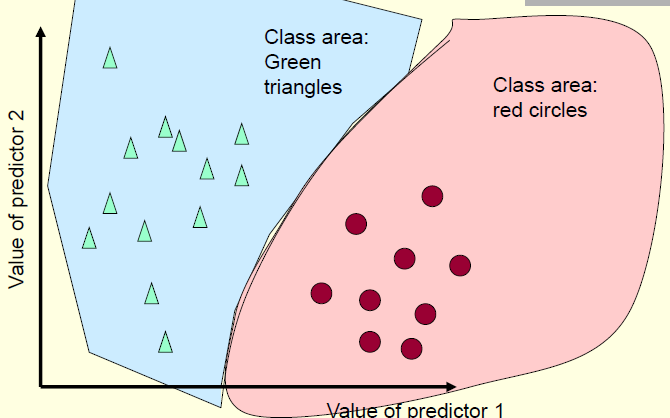 Class area:
Green
triangles
Class area:
red circles
Value of predictor 2
Value of predictor 1